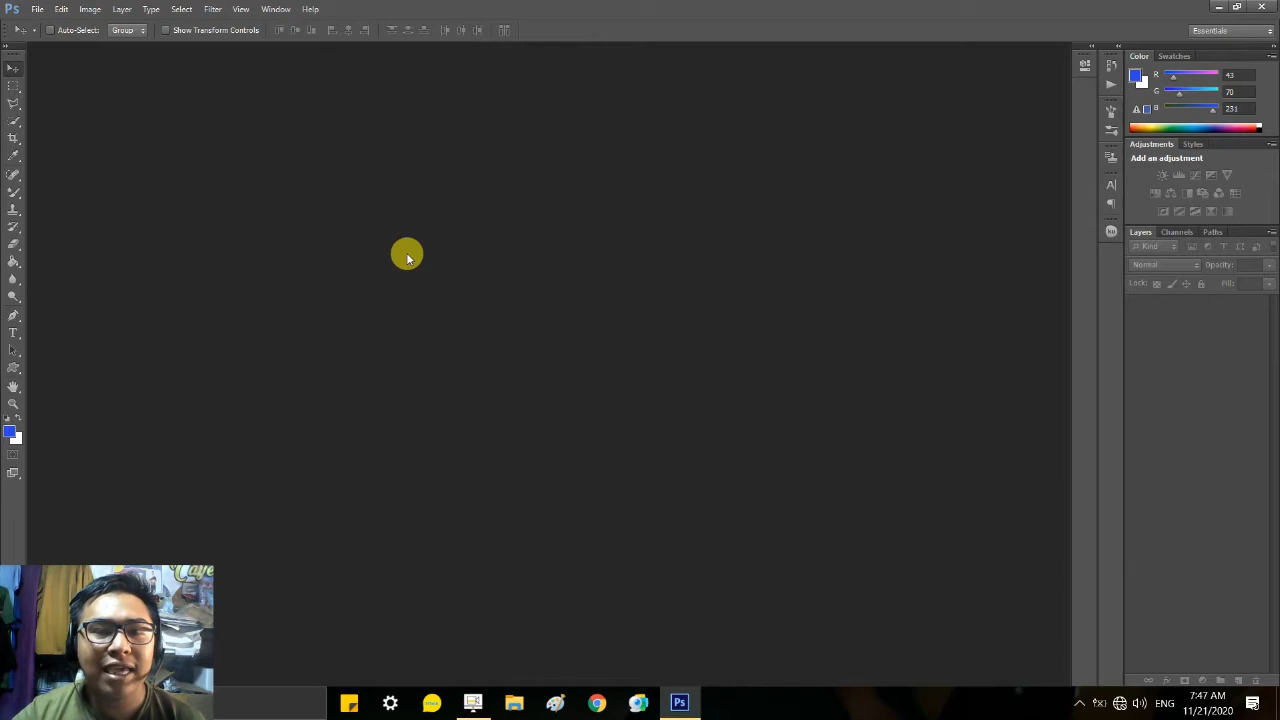 Ps File Edit Image Layer Type Select Filter View Window Help
Auto-Select: Group Show Transform Controls Essentials
Color Swatches
R 43
G 70
B 231
Adjustments Styles
Add an adjustment
Layers Channels Paths
Kind
Normal Opacity:
Lock: Fill:
Ps
ENG
7:47 AM
11/21/2020